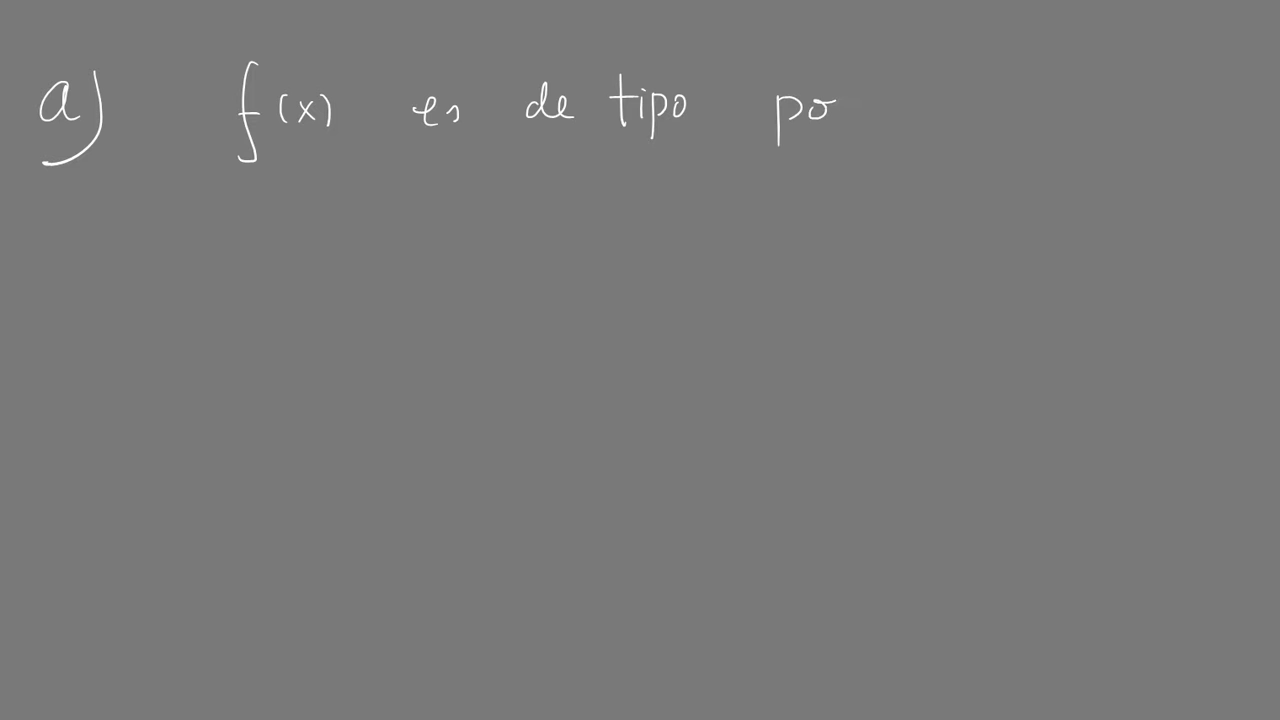 a) f(x) es de tipo po